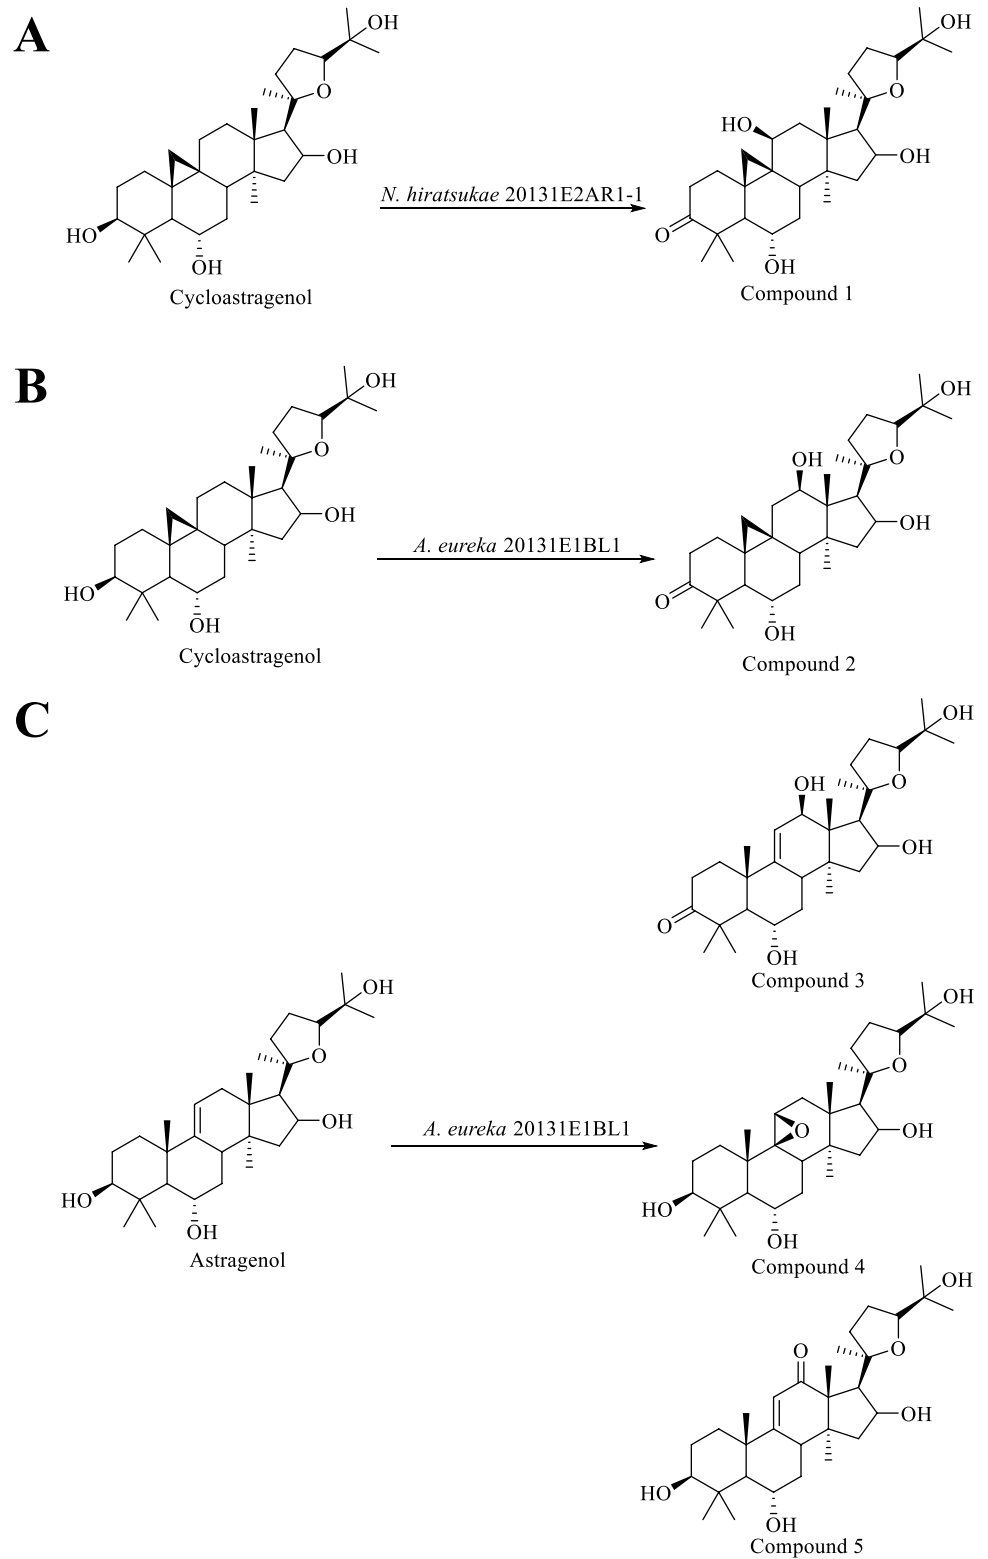 A
OH
O
OH
HO
OH
Cycloastragenol
N. hiratsukae 20131E2AR1-1
OH
O
HO
OH
O
OH
Compound 1
B
OH
O
OH
HO
OH
Cycloastragenol
A. eureka 20131E1BL1
OH
O
OH
OH
O
OH
Compound 2
C
OH
O
OH
OH
O
OH
Compound 3
OH
O
OH
HO
OH
Astragenol
A. eureka 20131E1BL1
OH
O
O
OH
HO
OH
Compound 4
OH
O
O
OH
HO
OH
Compound 5